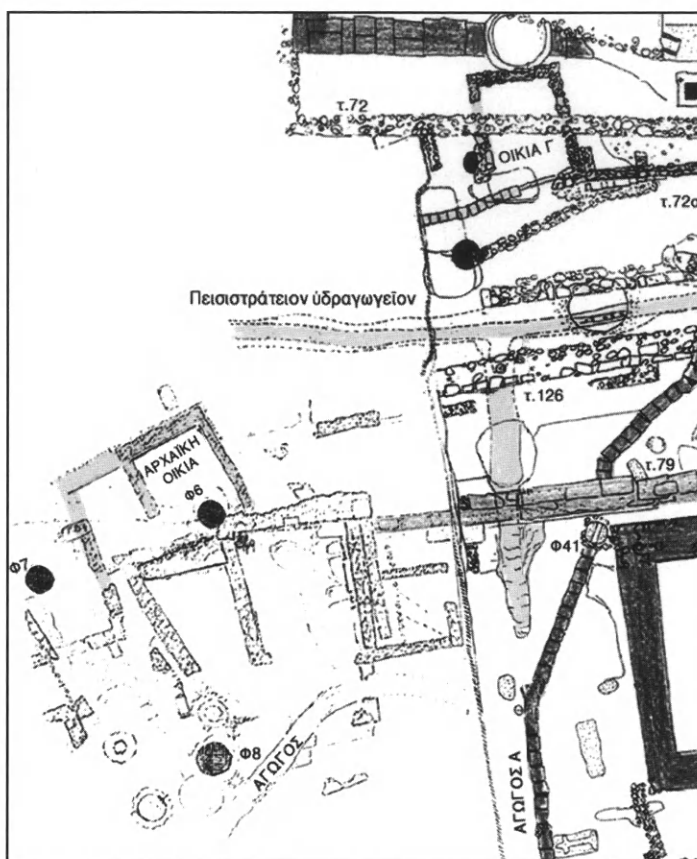 τ.72
ΟΙΚΙΑ Γ
τ.72α
Πεισιστράτειον ὑδραγωγεῖον
τ.126
ΑΡΧΑΪΚΗ
ΟΙΚΙΑ
τ.79
Φ6
Φ41
Φ7
Φ8
ΑΓΩΓΟΣ
ΑΓΩΓΟΣ Α